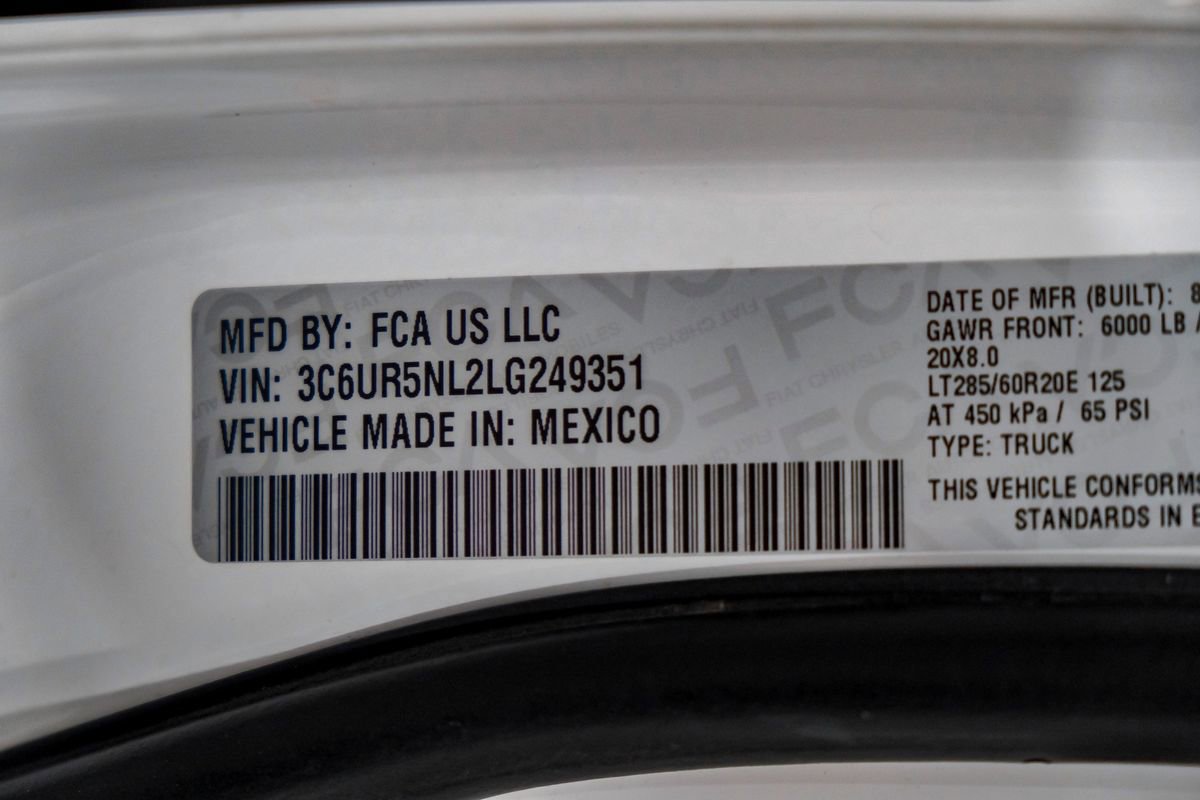 MFD BY: FCA US LLC
VIN: 3C6UR5NL2LG249351
VEHICLE MADE IN: MEXICO
DATE OF MFR (BUILT): 8
GAWR FRONT: 6000 LB /
20X8.0
LT285/60R20E 125
AT 450 kPa / 65 PSI
TYPE: TRUCK
THIS VEHICLE CONFORMS
STANDARDS IN E